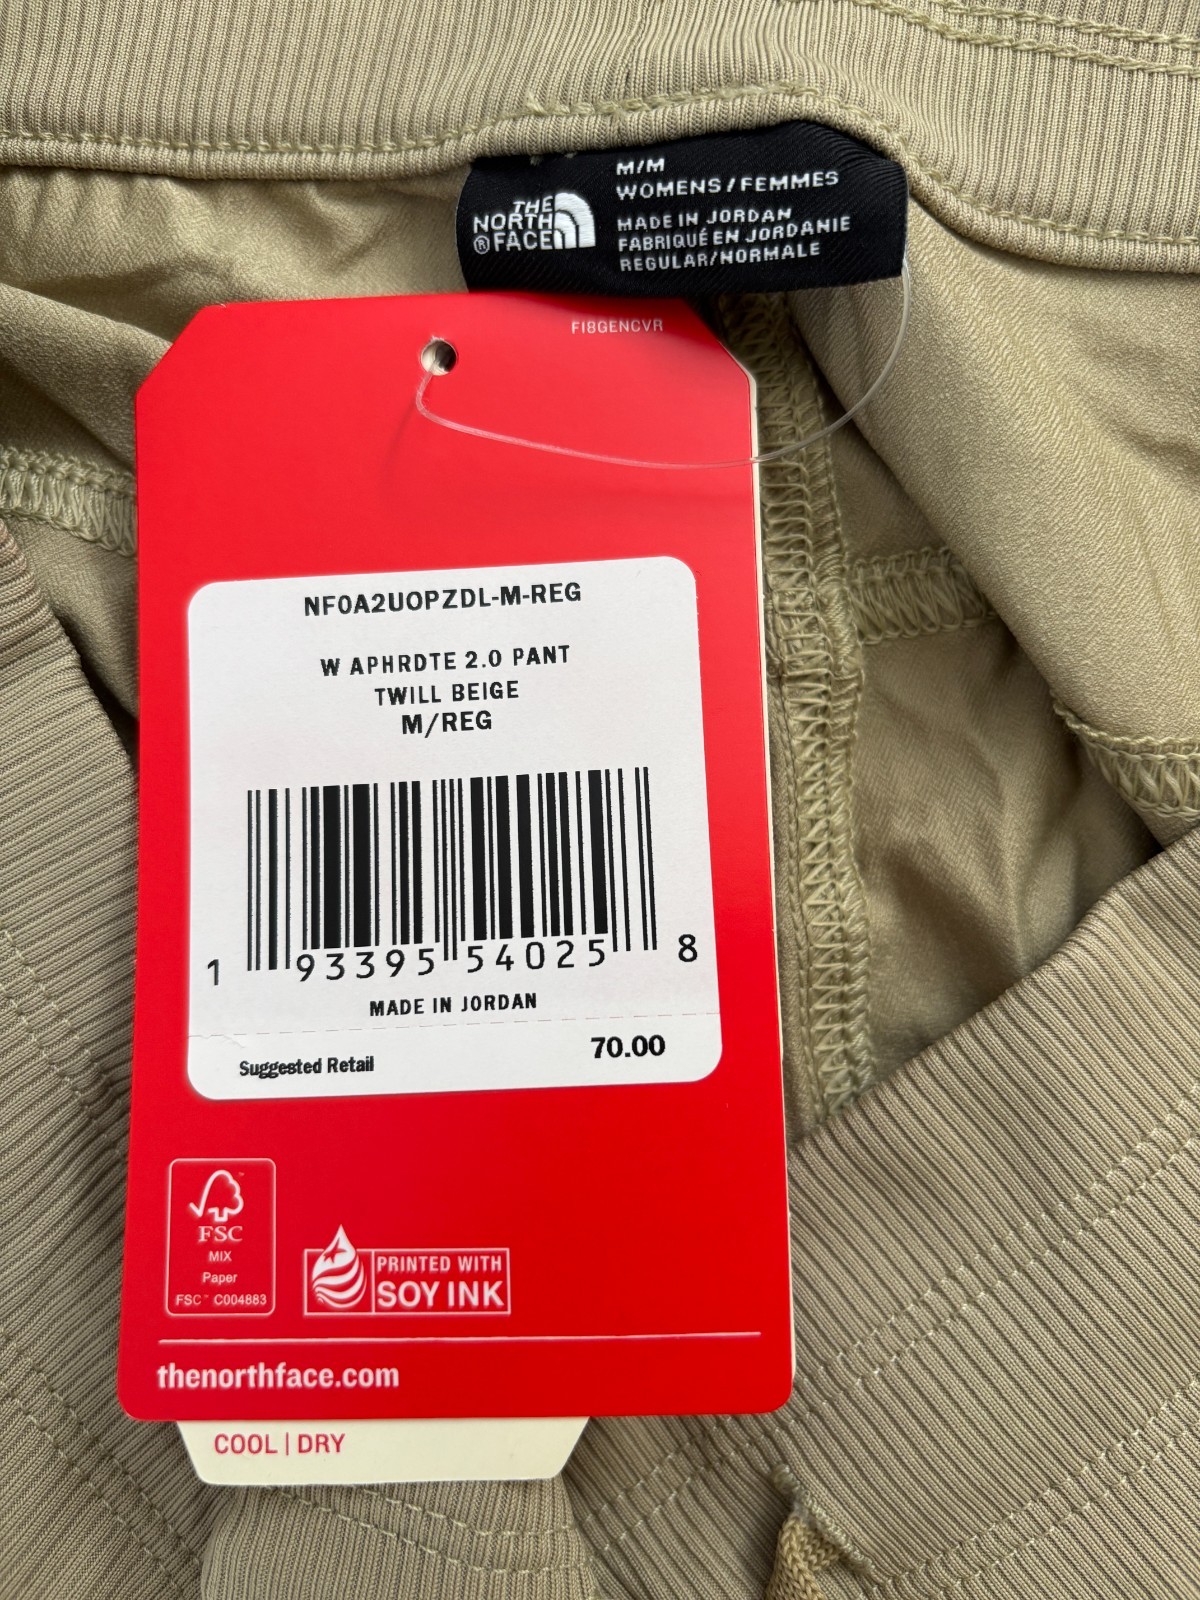 M/M
WOMENS/FEMMES
THE
NORTH
® FACE
MADE IN JORDAN
FABRIQUÉ EN JORDANIE
REGULAR/NORMALE
FI8GENCVR
NF0A2UOPZDL-M-REG
W APHRDTE 2.0 PANT
TWILL BEIGE
M/REG
1 93395 54025 8
MADE IN JORDAN
Suggested Retail 70.00
FSC
MIX
Paper
FSC™ C004883
PRINTED WITH
SOY INK
thenorthface.com
COOL | DRY